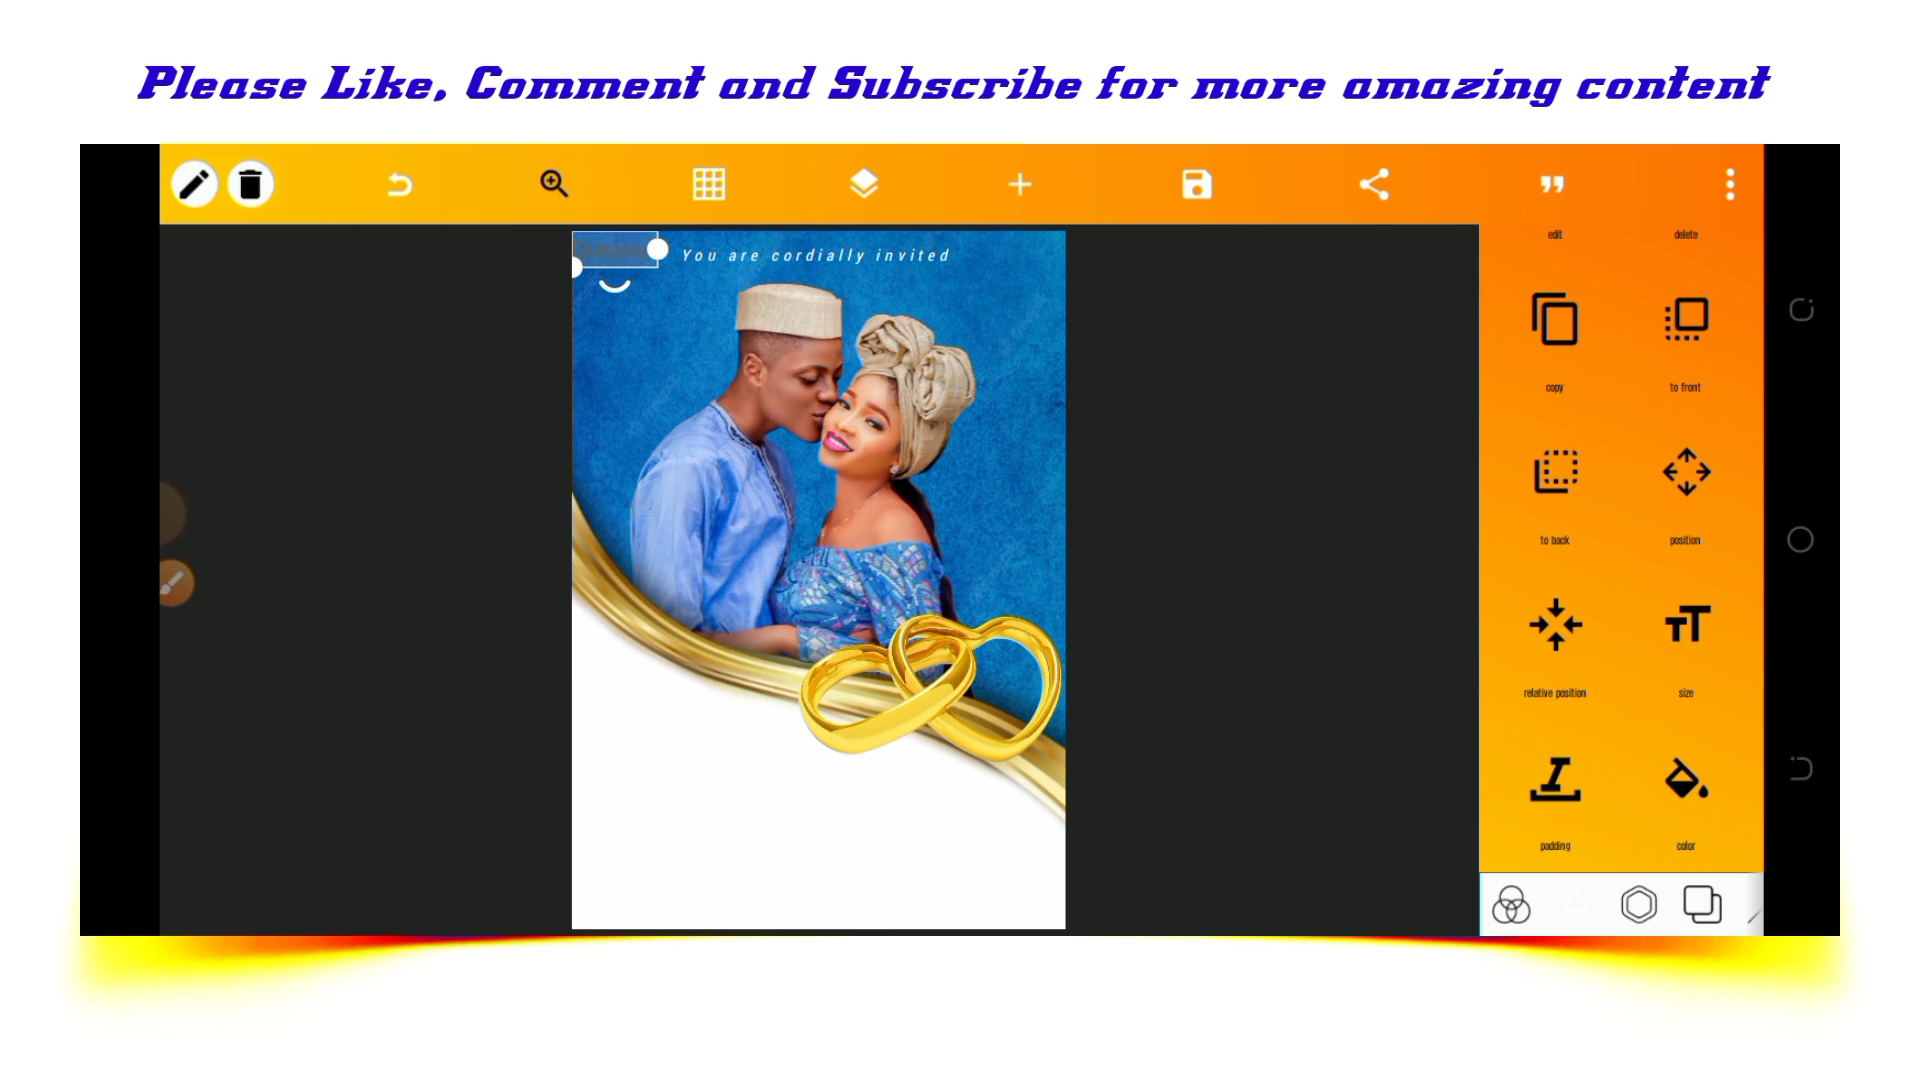 Please Like, Comment and Subscribe for more amazing content
You are cordially invited
edit
delete
copy
to front
to back
position
relative position
size
padding
color